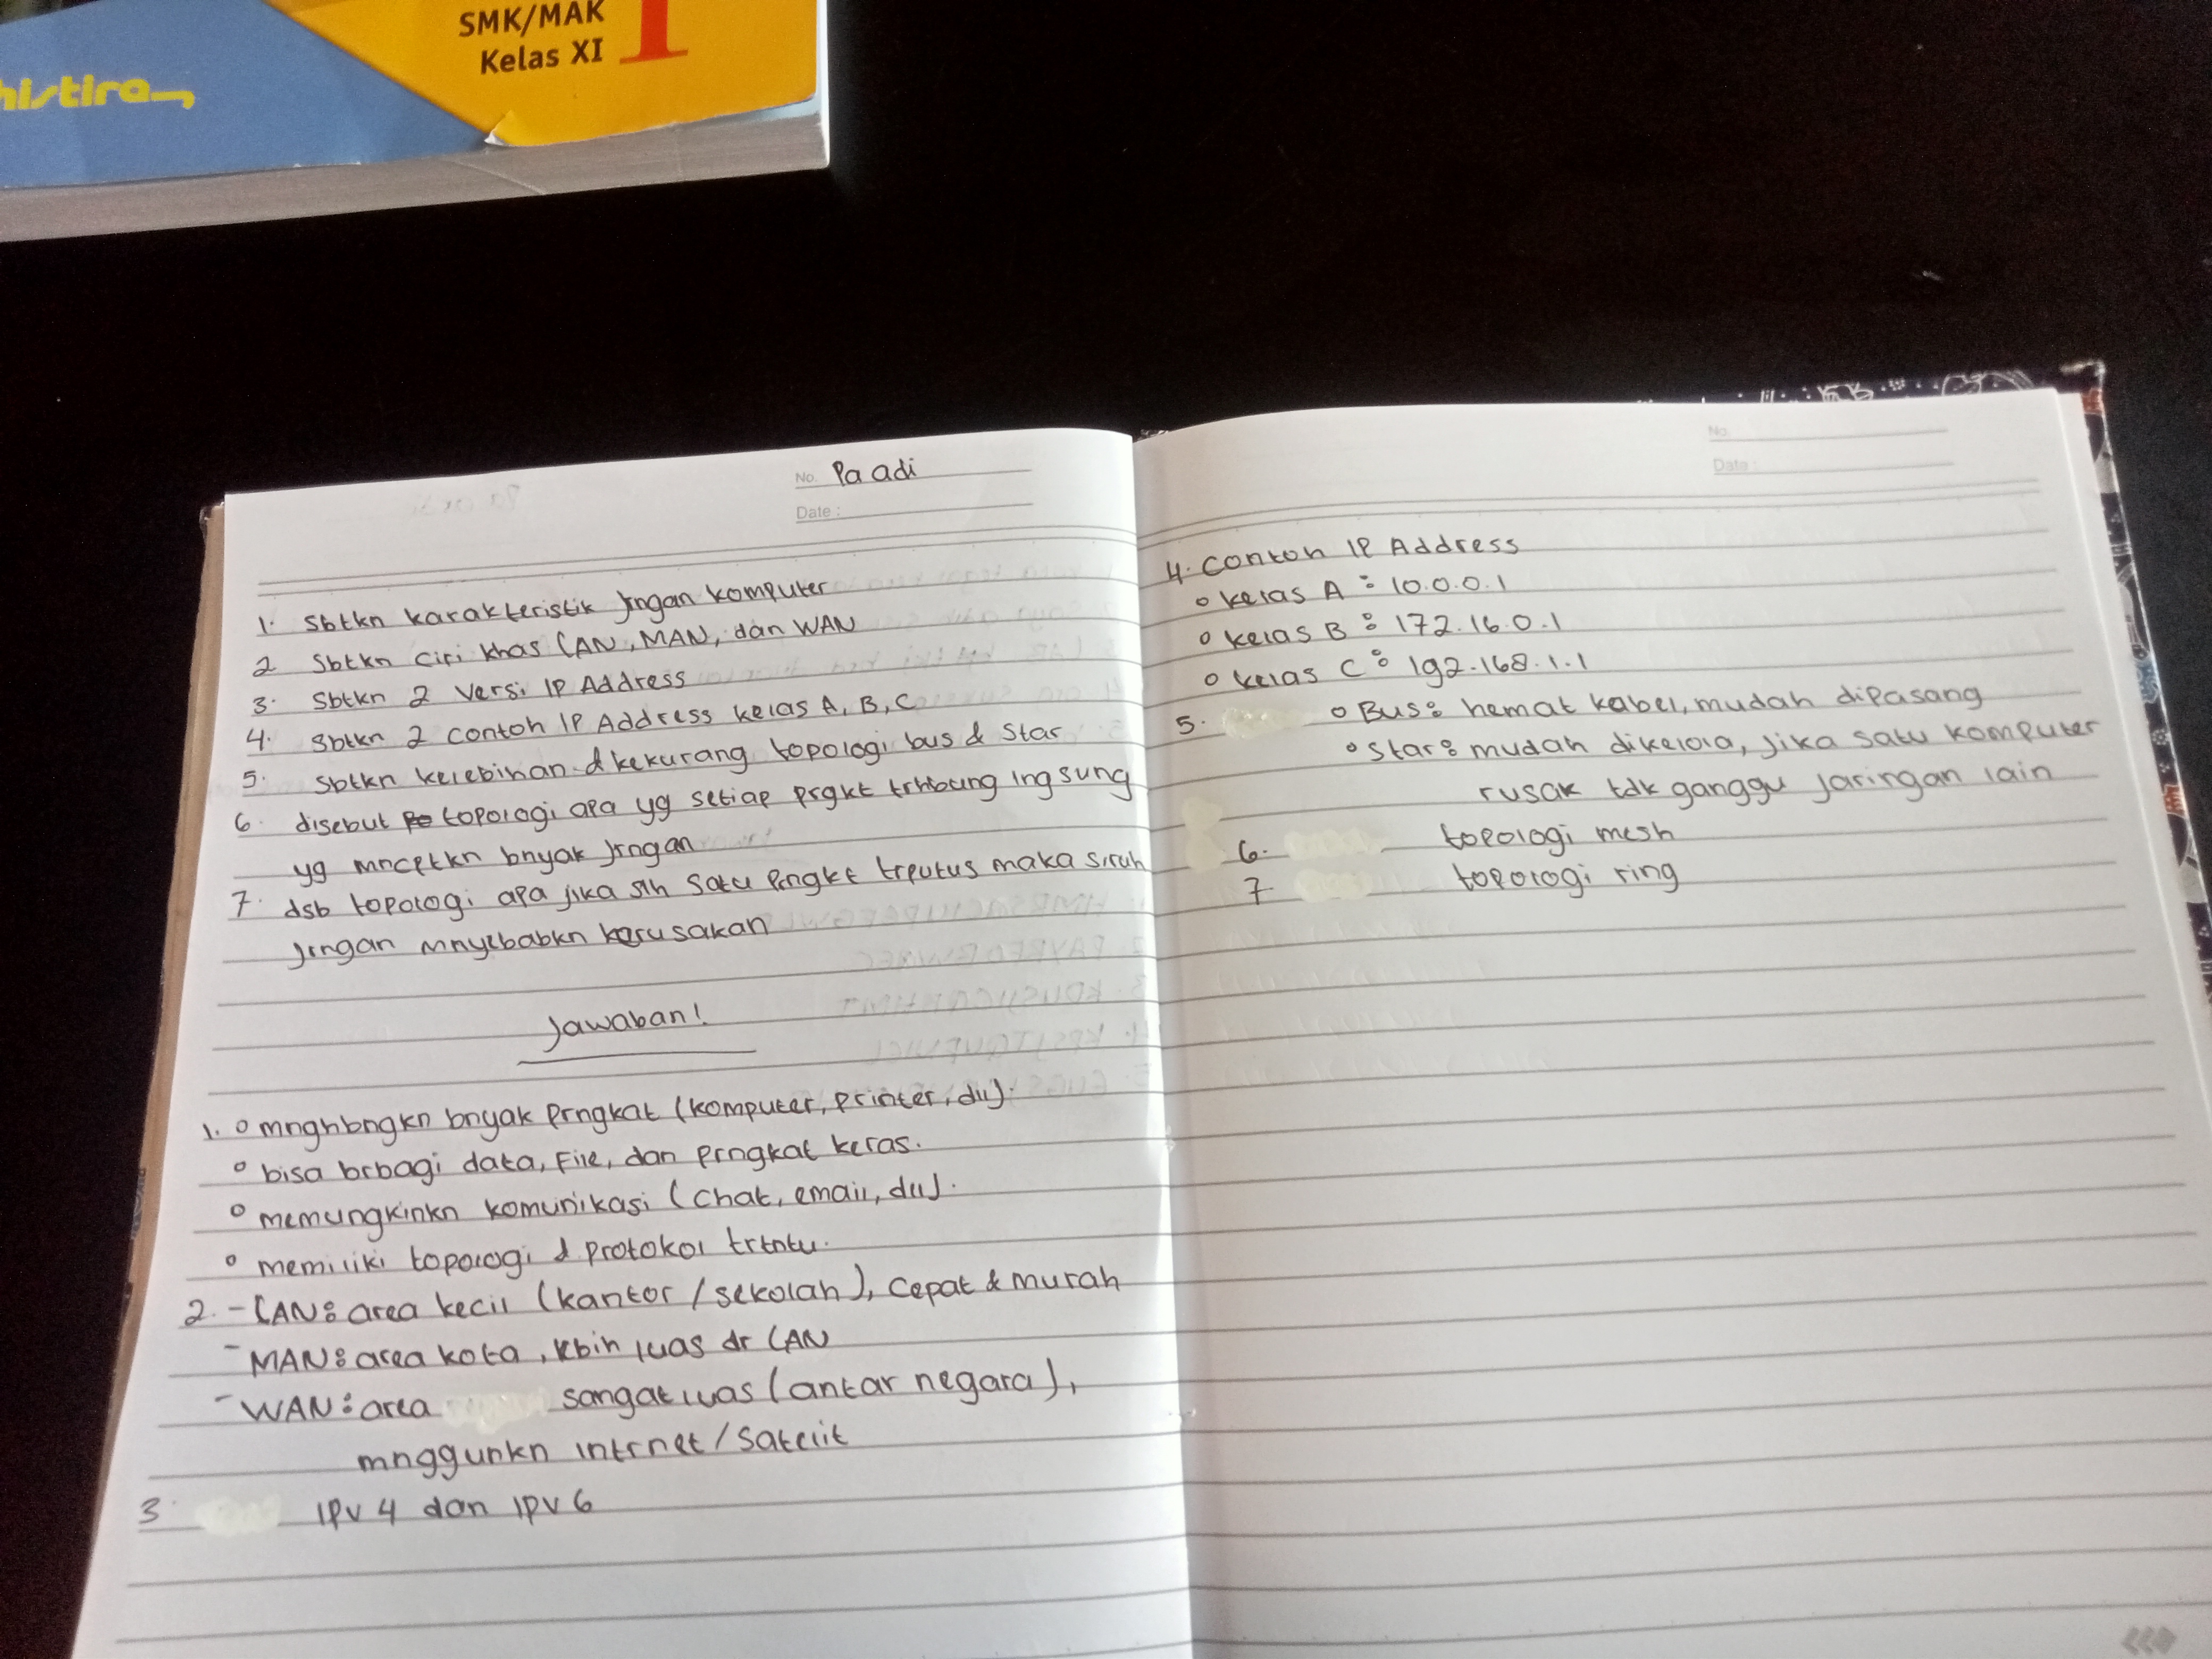 SMK/MAK
Kelas XI
1
histira
No. Pa adi
Date :
1. Sbtkn karakteristik jrngan komputer
2 Sbtkn ciri khas LAN, MAN, dan WAN
3. Sbtkn 2 versi IP Address
4. Sbtkn 2 contoh IP Address kelas A, B, C
5. Sbtkn kelebihan & kekurang topologi bus & star
6. disebut topologi apa yg setiap prgkt trhbung lngsung
yg mncptkn bnyak jrngan
7. dsb topologi apa jika slh satu prngkt trputus maka slruh
jrngan mnyebabkn kerusakan
Jawaban!
1. o mnghbngkn bnyak prngkat (komputer, printer, dll).
o bisa brbagi data, file, dan prngkat keras.
o memungkinkn komunikasi (chat, email, dll).
o memiliki topologi & protokol trtntu.
2. - LAN: area kecil (kantor / sekolah), cepat & murah
- MAN: area kota, lbih luas dr LAN
- WAN: area sangat luas (antar negara),
mnggunkn intrnet / satelit
3. IPv 4 dan IPv 6
No.
Date :
4. Contoh IP Address
o kelas A : 10.0.0.1
o kelas B : 172.16.0.1
o kelas C : 192.168.1.1
5. o Bus: hemat kabel, mudah dipasang
o Star: mudah dikelola, jika satu komputer
rusak tdk ganggu jaringan lain
6. topologi mesh
7. topologi ring